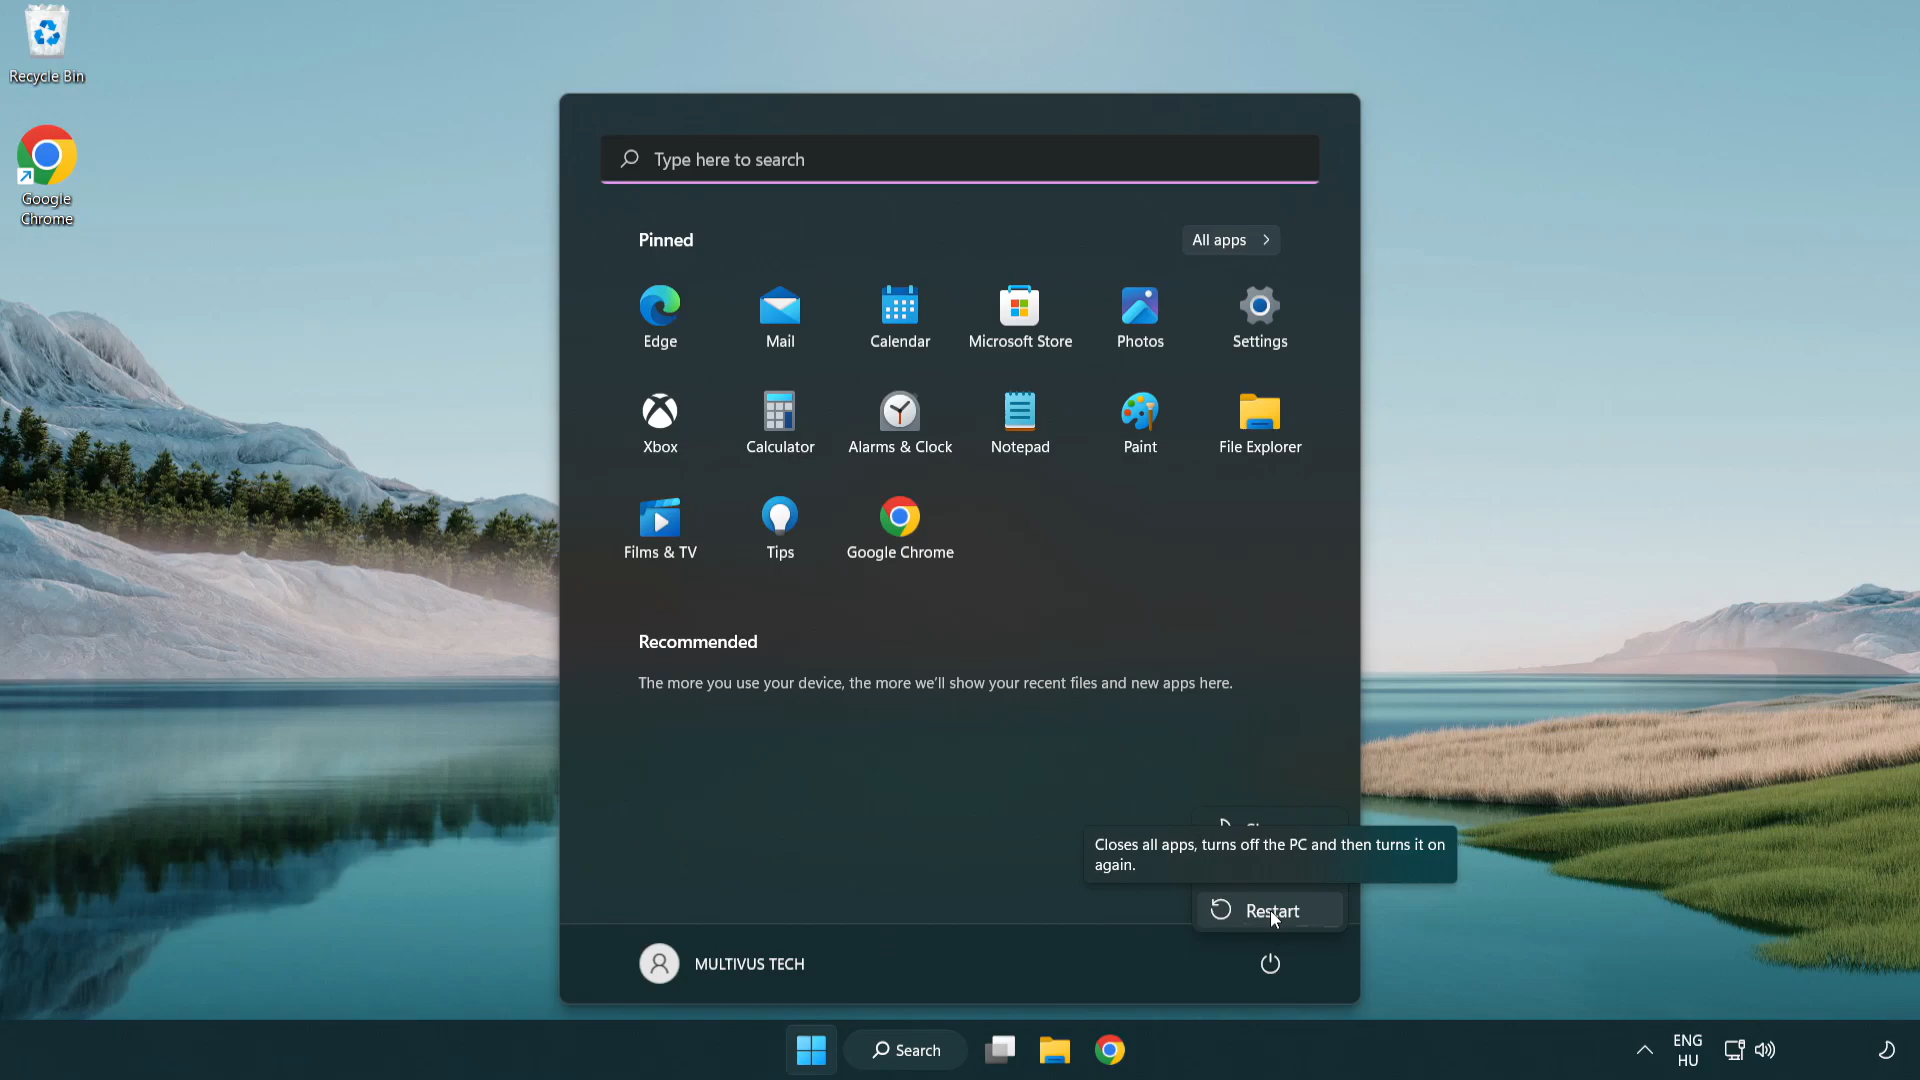 Recycle Bin
Google
Chrome
Type here to search
Pinned
All apps
Edge
Mail
Calendar
Microsoft Store
Photos
Settings
Xbox
Calculator
Alarms & Clock
Notepad
Paint
File Explorer
Films & TV
Tips
Google Chrome
Recommended
The more you use your device, the more we'll show your recent files and new apps here.
Closes all apps, turns off the PC and then turns it on
again.
Restart
MULTIVUS TECH
Search
ENG
HU